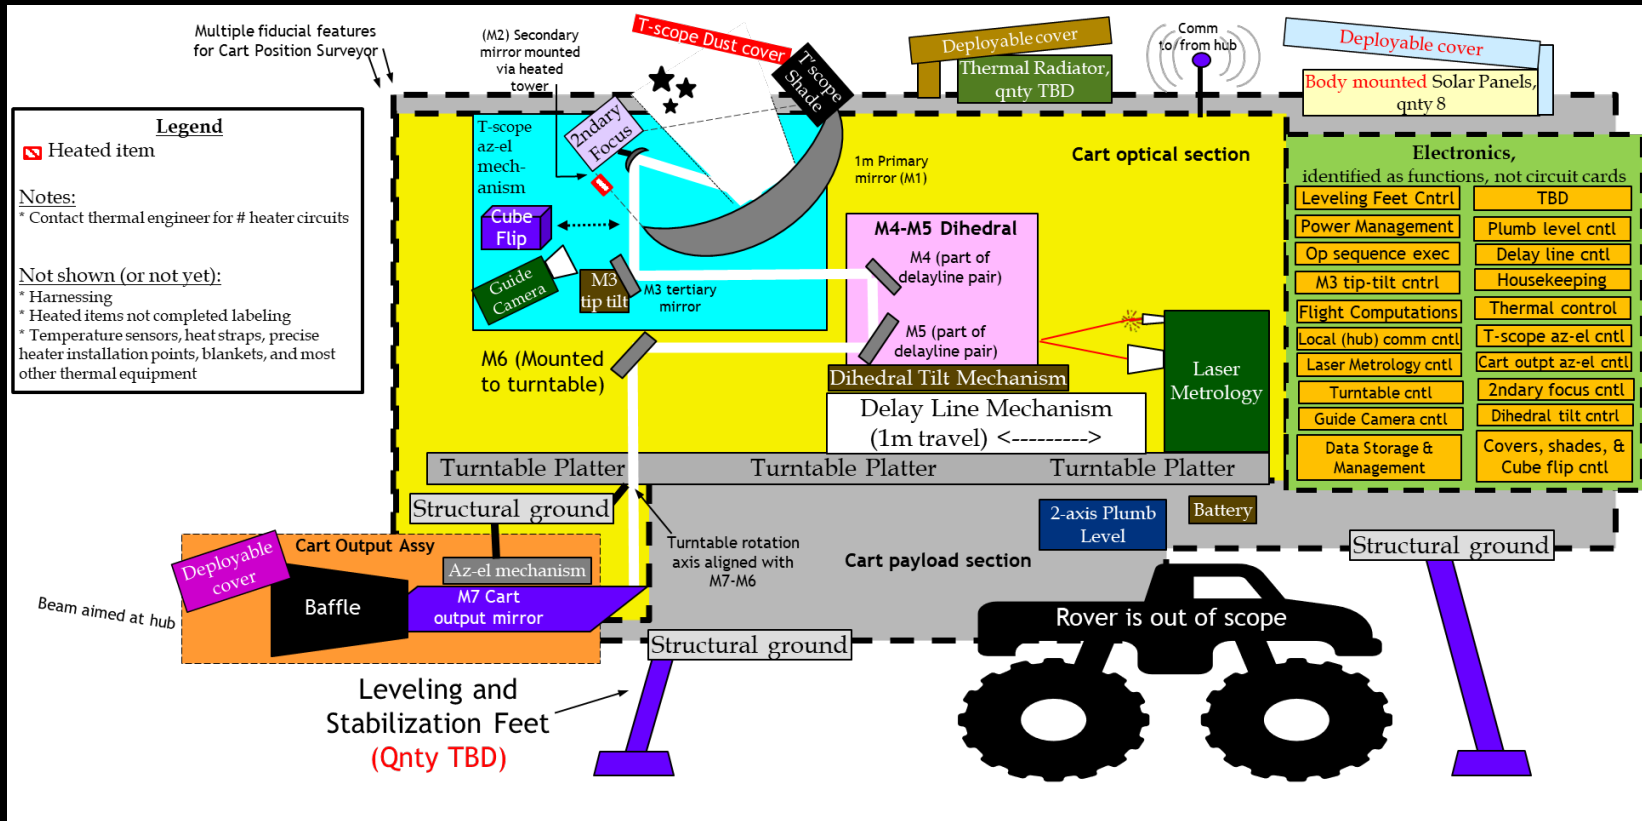 Multiple fiducial features
for Cart Position Surveyor
(M2) Secondary
mirror mounted
via heated
tower
T-scope Dust cover
T'scope
Shade
Deployable cover
Thermal Radiator,
qnty TBD
Comm
to/from hub
Deployable cover
Body mounted Solar Panels,
qnty 8
Legend
Heated item
Notes:
* Contact thermal engineer for # heater circuits
Not shown (or not yet):
* Harnessing
* Heated items not completed labeling
* Temperature sensors, heat straps, precise
heater installation points, blankets, and most
other thermal equipment
T-scope
az-el
mech-
anism
2ndary
Focus
1m Primary
mirror (M1)
Cart optical section
Cube
Flip
Guide
Camera
M3
tip tilt
M3 tertiary
mirror
M4-M5 Dihedral
M4 (part of
delayline pair)
M5 (part of
delayline pair)
Dihedral Tilt Mechanism
Delay Line Mechanism
(1m travel) <--------->
Laser
Metrology
M6 (Mounted
to turntable)
Turntable Platter
Turntable Platter
Turntable Platter
Electronics,
identified as functions, not circuit cards
Leveling Feet Cntrl
Power Management
Op sequence exec
M3 tip-tilt cntrl
Flight Computations
Local (hub) comm cntl
Laser Metrology cntl
Turntable cntl
Guide Camera cntl
Data Storage &
Management
TBD
Plumb level cntl
Delay line cntl
Housekeeping
Thermal control
T-scope az-el cntl
Cart outpt az-el cntl
2ndary focus cntl
Dihedral tilt cntrl
Covers, shades, &
Cube flip cntl
Structural ground
Cart Output Assy
Deployable
cover
Az-el mechanism
Baffle
M7 Cart
output mirror
Beam aimed at hub
Turntable rotation
axis aligned with
M7-M6
Cart payload section
2-axis Plumb
Level
Battery
Structural ground
Structural ground
Rover is out of scope
Leveling and
Stabilization Feet
(Qnty TBD)